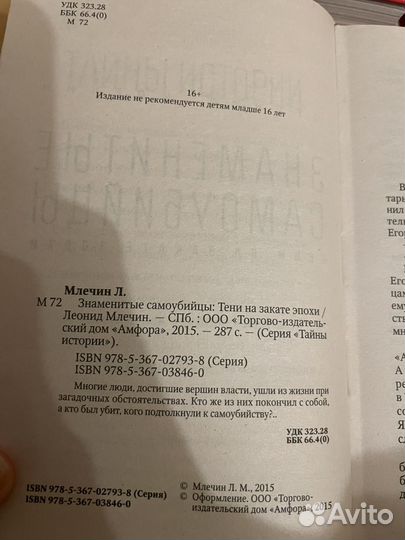 УДК 323.28
ББК 66.4(0)
М 72
16+
Издание не рекомендуется детям младше 16 лет
Млечин Л.
М 72 Знаменитые самоубийцы: Тени на закате эпохи /
Леонид Млечин. — СПб. : ООО «Торгово-издатель-
ский дом «Амфора», 2015. — 287 с. — (Серия «Тайны
истории»).
ISBN 978-5-367-02793-8 (Серия)
ISBN 978-5-367-03846-0
Многие люди, достигшие вершин власти, ушли из жизни при
загадочных обстоятельствах. Кто же из них покончил с собой,
а кто был убит, кого подтолкнули к самоубийству?..
УДК 323.28
ББК 66.4(0)
ISBN 978-5-367-02793-8 (Серия)
ISBN 978-5-367-03846-0
© Млечин Л. М., 2015
© Оформление. ООО «Торгово-
издательский дом «Амфора», 2015
Avito